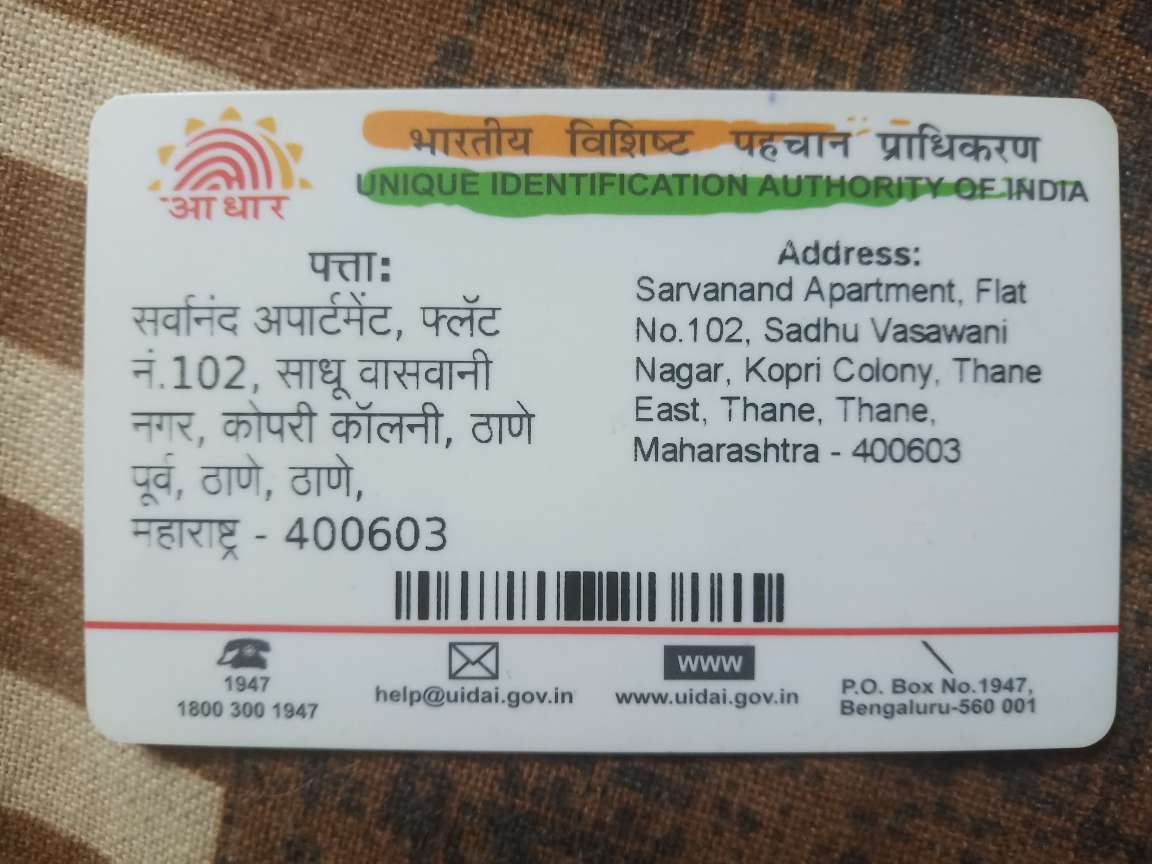 भारतीय विशिष्ट पहचान प्राधिकरण
UNIQUE IDENTIFICATION AUTHORITY OF INDIA
आधार
पत्ता:
सर्वानंद अपार्टमेंट, फ्लॅट
नं.102, साधू वासवानी
नगर, कोपरी कॉलनी, ठाणे
पूर्व, ठाणे, ठाणे,
महाराष्ट्र - 400603
Address:
Sarvanand Apartment, Flat
No.102, Sadhu Vasawani
Nagar, Kopri Colony, Thane
East, Thane, Thane,
Maharashtra - 400603
1947
1800 300 1947
help@uidai.gov.in
www
www.uidai.gov.in
P.O. Box No.1947,
Bengaluru-560 001